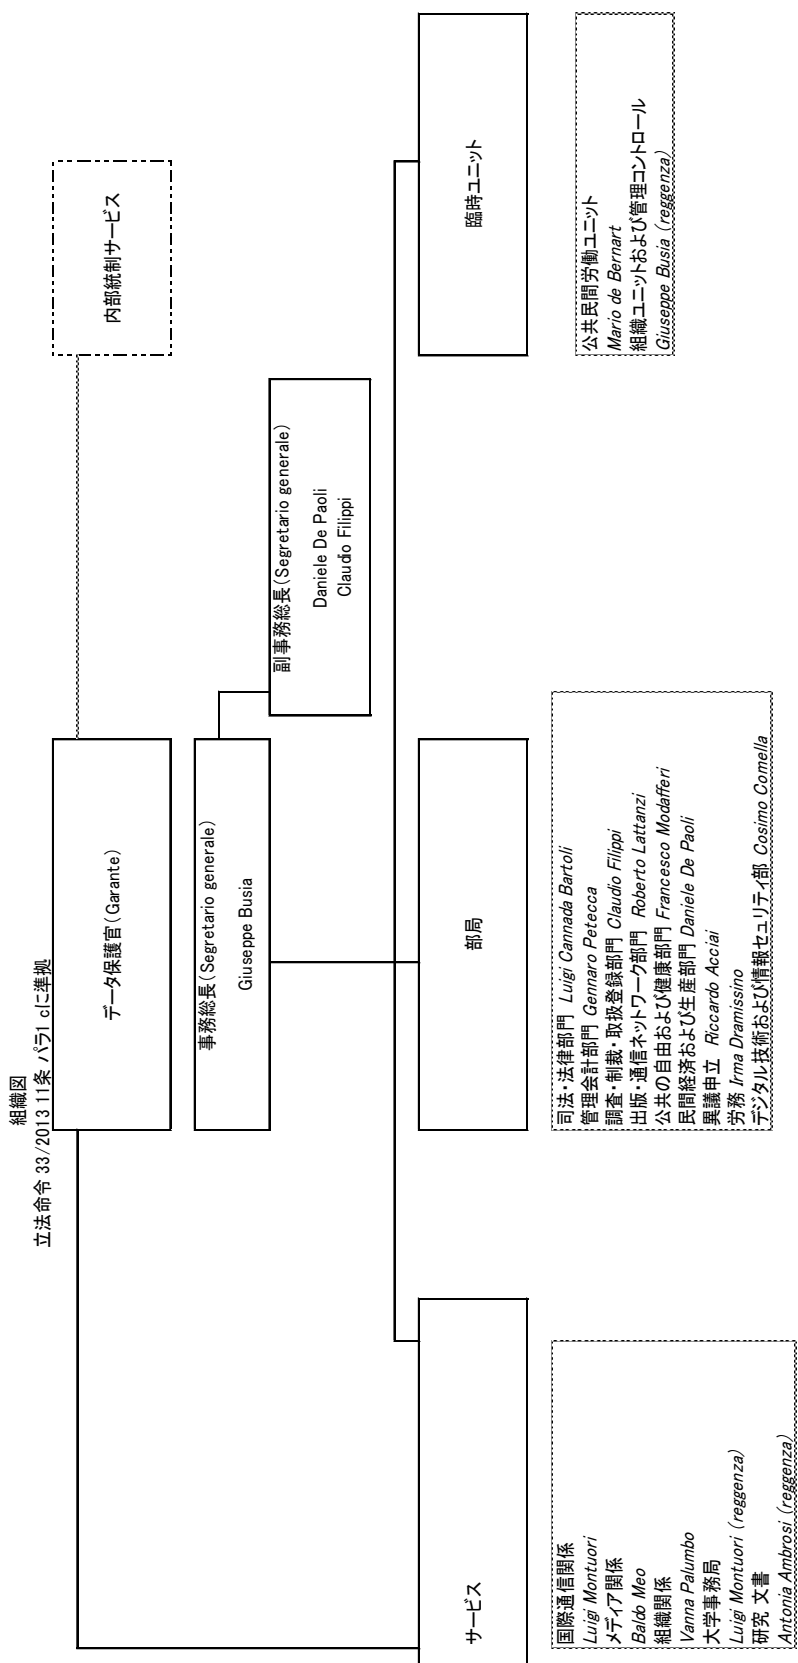 組織図
立法命令 33/2013 11条 パラ1 cに準拠
データ保護官(Garante)
内部統制サービス
事務総長(Segretario generale)
Giuseppe Busia
副事務総長(Segretario generale)
Daniele De Paoli
Claudio Filippi
サービス
部局
臨時ユニット
国際通信関係
Luigi Montuori
メディア関係
Baldo Meo
組織関係
Vanna Palumbo
大学事務局
Luigi Montuori (reggenza)
研究 文書
Antonia Ambrosi (reggenza)
司法・法律部門 Luigi Cannada Bartoli
管理会計部門 Gennaro Petecca
調査・制裁・取扱登録部門 Claudio Filippi
出版・通信ネットワーク部門 Roberto Lattanzi
公共の自由および健康部門 Francesco Modafferi
民間経済および生産部門 Daniele De Paoli
異議申立 Riccardo Acciai
労務 Irma Dramissino
デジタル技術および情報セキュリティ部 Cosimo Comella
公共民間労働ユニット
Mario de Bernart
組織ユニットおよび管理コントロール
Giuseppe Busia (reggenza)